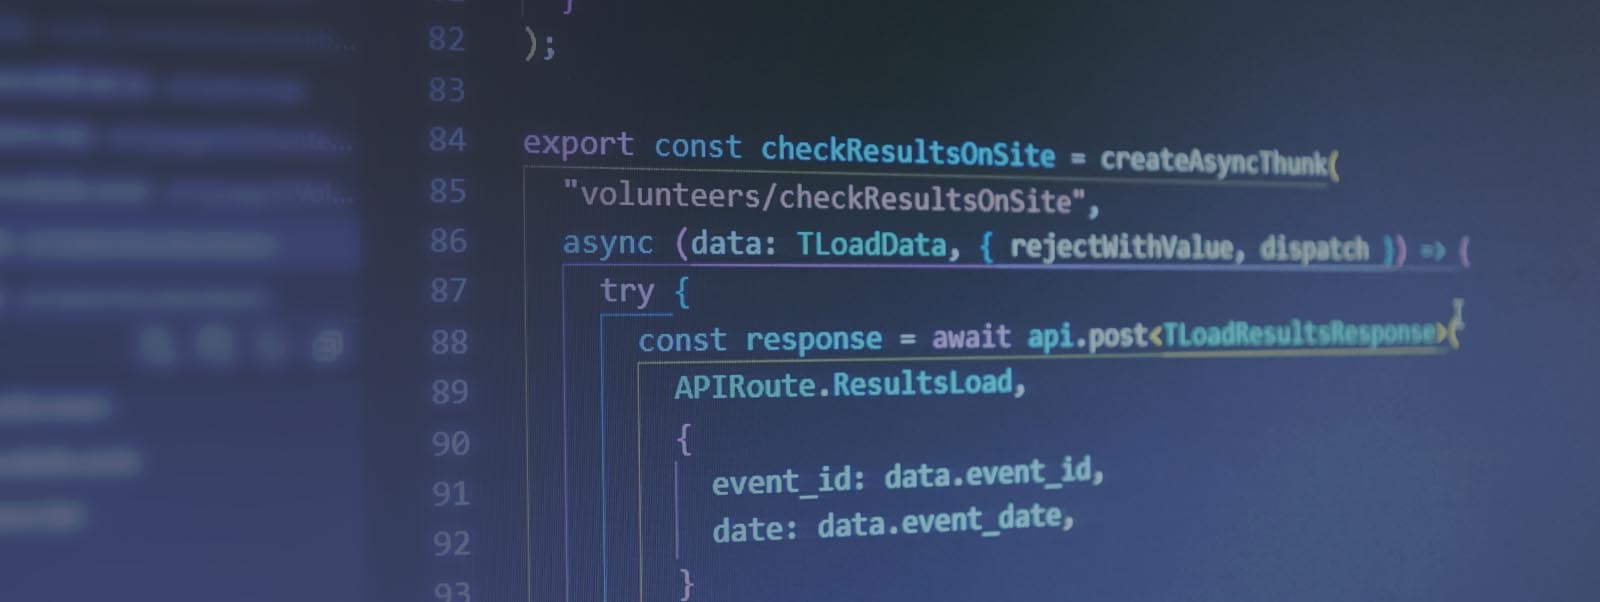 82 );
83
84 export const checkResultsOnSite = createAsyncThunk(
85 "volunteers/checkResultsOnSite",
86 async (data: TLoadData, { rejectWithValue, dispatch }) => {
87 try {
88 const response = await api.post<TLoadResultsResponse>(
89 APIRoute.ResultsLoad,
90 {
91 event_id: data.event_id,
92 date: data.event_date,
93 }